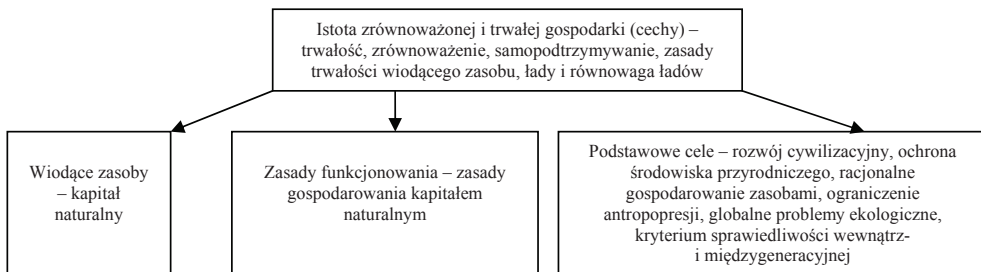 Istota zrównoważonej i trwałej gospodarki (cechy) –
trwałość, zrównoważenie, samopodtrzymywanie, zasady
trwałości wiodącego zasobu, łady i równowaga ładów
Wiodące zasoby
– kapitał
naturalny
Zasady funkcjonowania – zasady
gospodarowania kapitałem
naturalnym
Podstawowe cele – rozwój cywilizacyjny, ochrona
środowiska przyrodniczego, racjonalne
gospodarowanie zasobami, ograniczenie
antropopresji, globalne problemy ekologiczne,
kryterium sprawiedliwości wewnątrz-
i międzygeneracyjnej